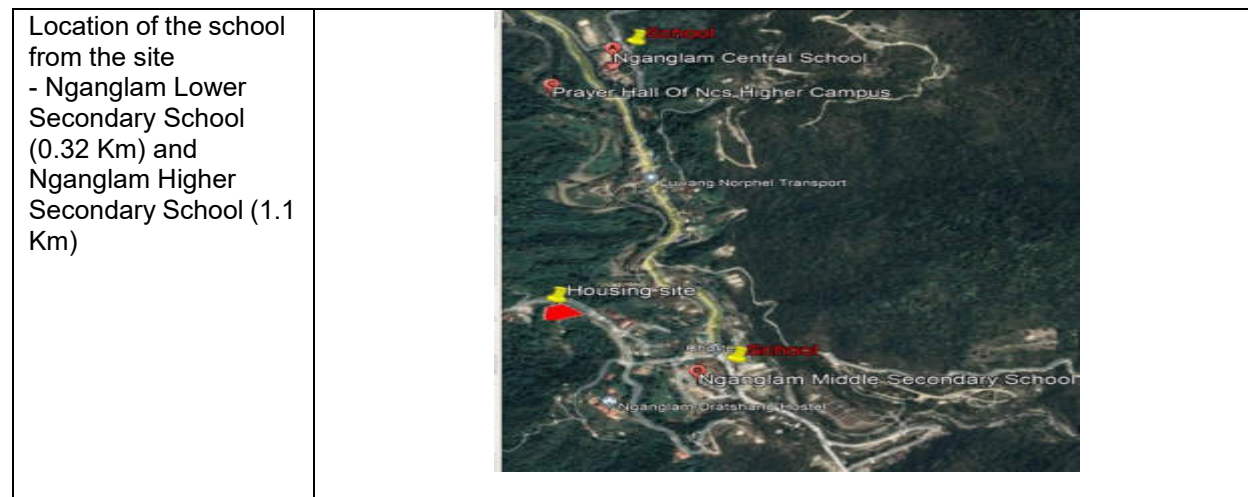 Location of the school
from the site
- Nganglam Lower
Secondary School
(0.32 Km) and
Nganglam Higher
Secondary School (1.1
Km)
School
Nganglam Central School
Prayer Hall Of Ncs Higher Campus
Norphel Transport
Housing site
School
Nganglam Middle Secondary School
Nganglam Dratshang Hostel